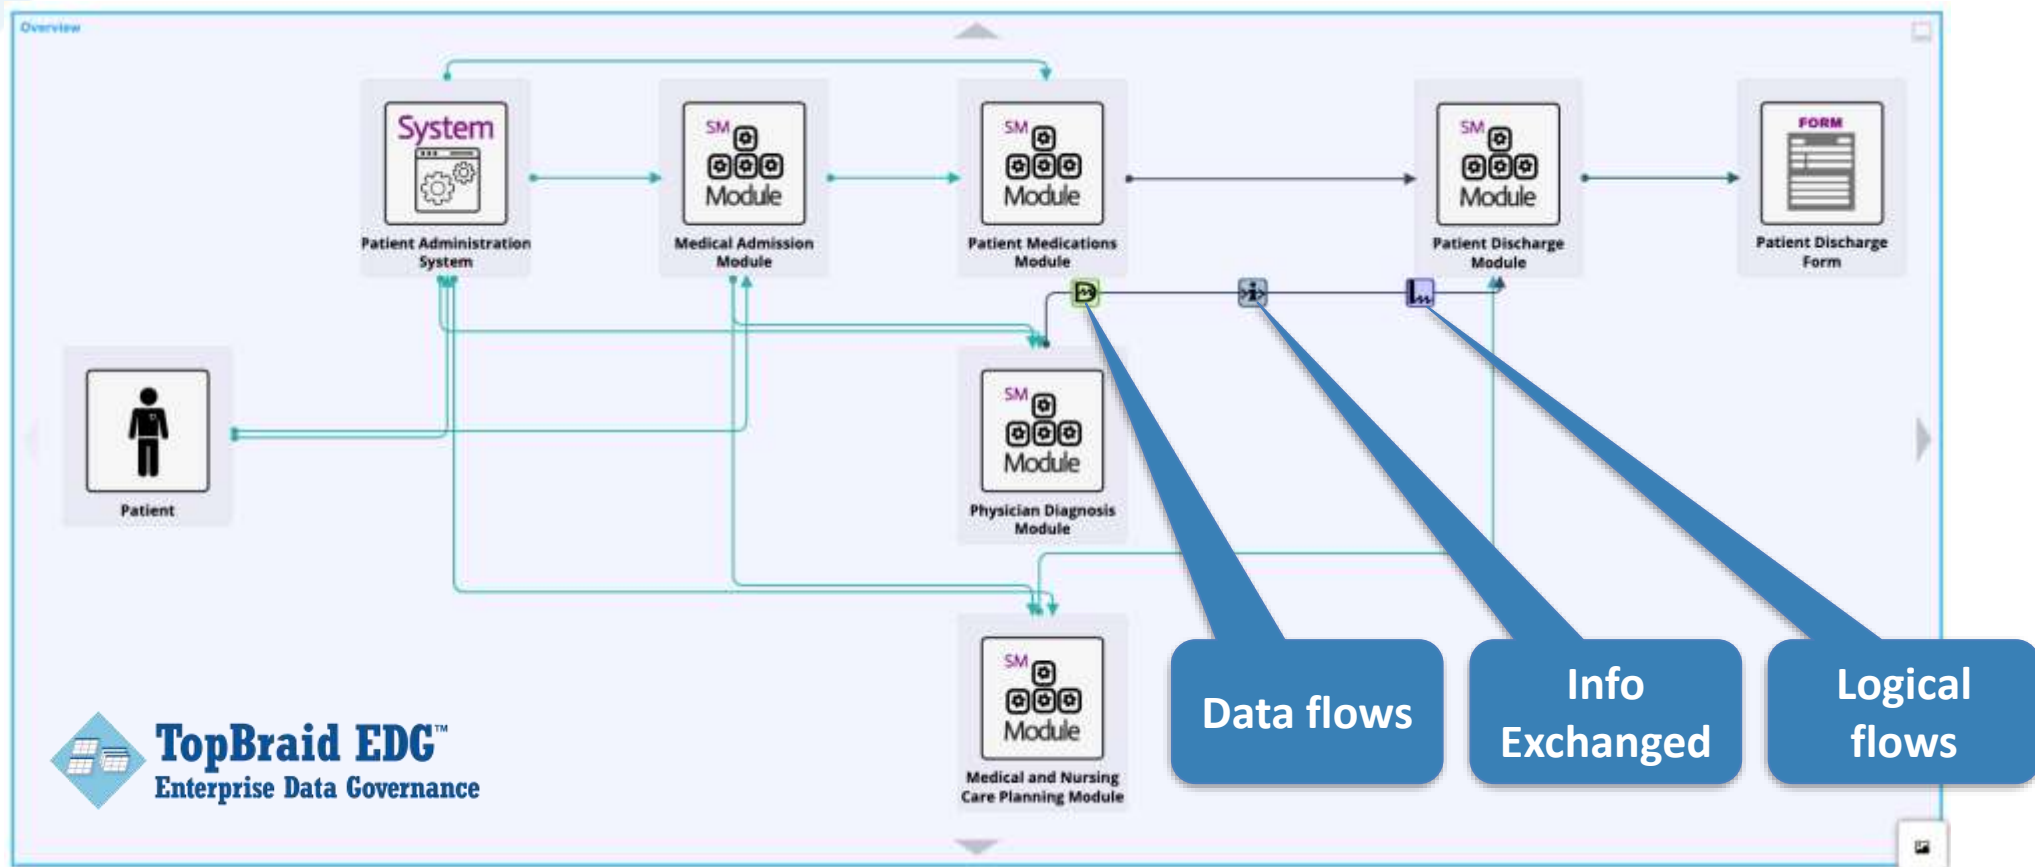 Overview
System
Patient Administration
System
SM
Module
Medical Admission
Module
SM
Module
Patient Medications
Module
SM
Module
Patient Discharge
Module
FORM
Patient Discharge
Form
Patient
SM
Module
Physician Diagnosis
Module
SM
Module
Medical and Nursing
Care Planning Module
Data flows
Info
Exchanged
Logical
flows
TopBraid EDG™
Enterprise Data Governance